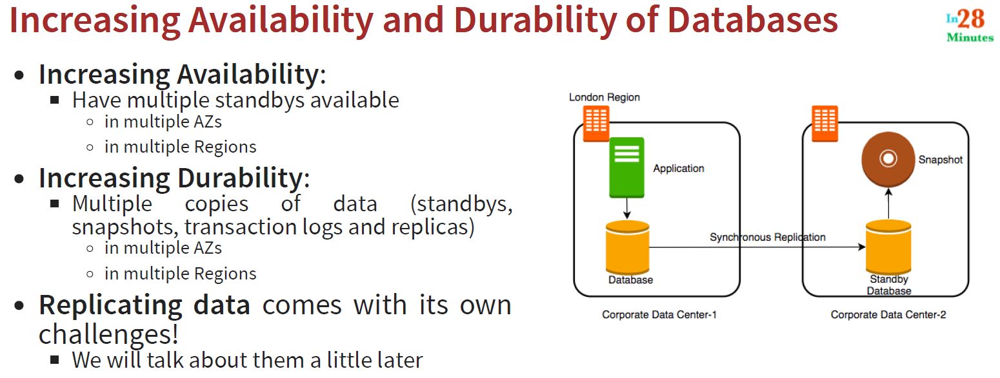 Increasing Availability and Durability of Databases
In28
Minutes
Increasing Availability:
Have multiple standbys available
in multiple AZs
in multiple Regions
Increasing Durability:
Multiple copies of data (standbys,
snapshots, transaction logs and replicas)
in multiple AZs
in multiple Regions
Replicating data comes with its own
challenges!
We will talk about them a little later
London Region
Application
Snapshot
Synchronous Replication
Database
Standby
Database
Corporate Data Center-1
Corporate Data Center-2